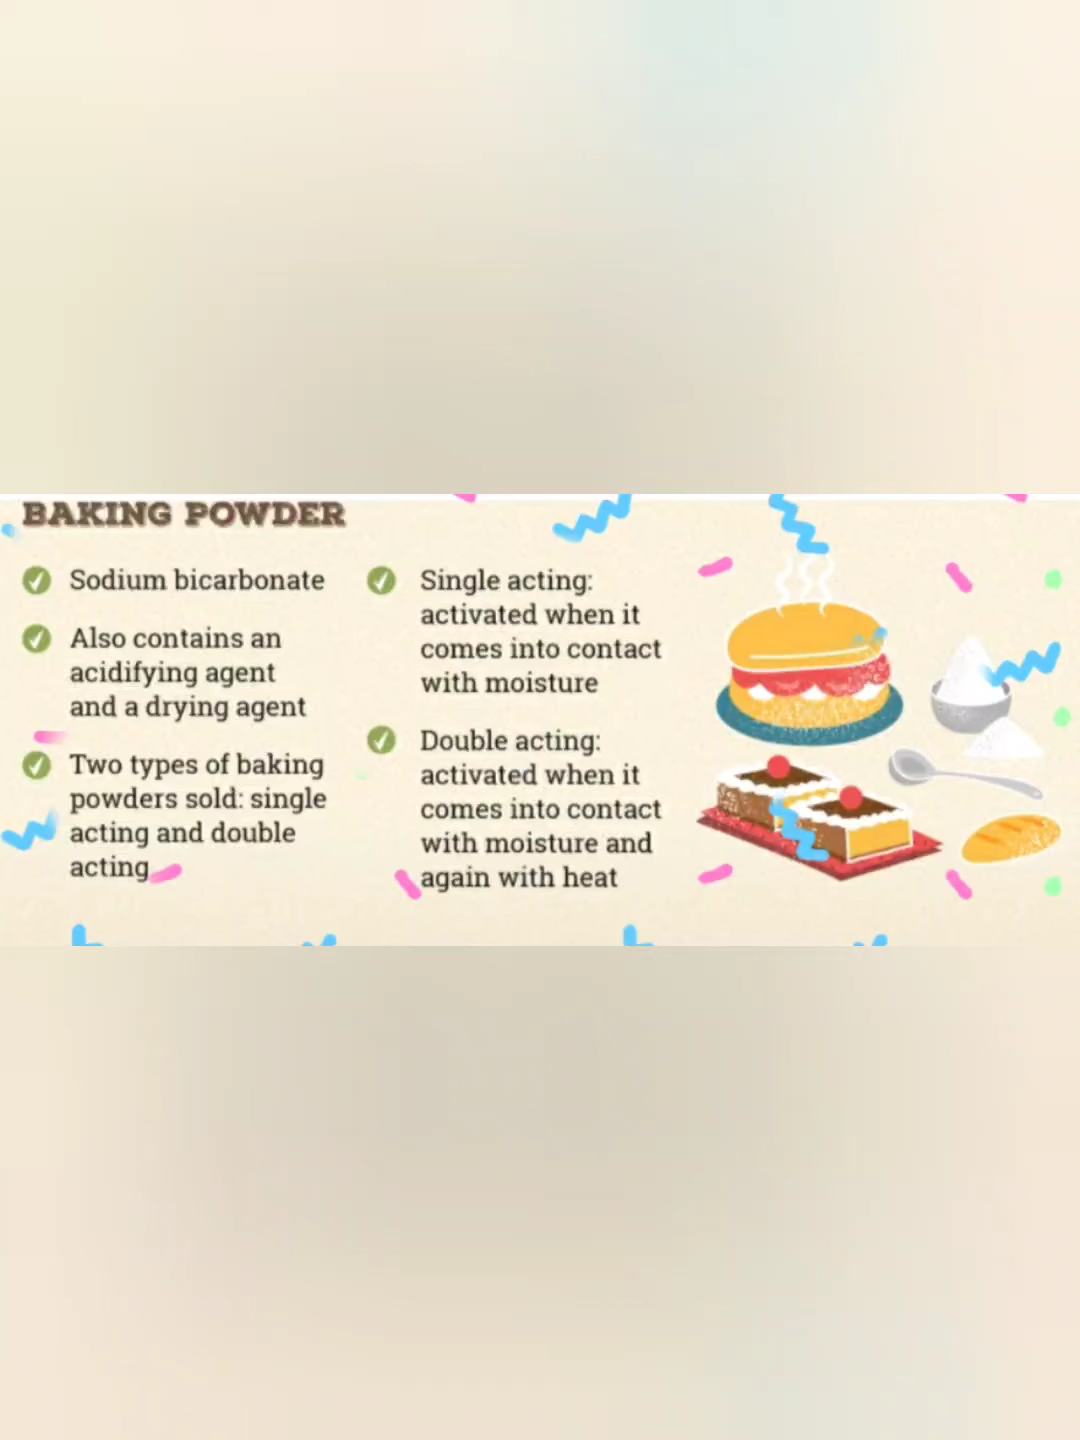 BAKING POWDER
Sodium bicarbonate
Also contains an
acidifying agent
and a drying agent
Two types of baking
powders sold: single
acting and double
acting
Single acting:
activated when it
comes into contact
with moisture
Double acting:
activated when it
comes into contact
with moisture and
again with heat